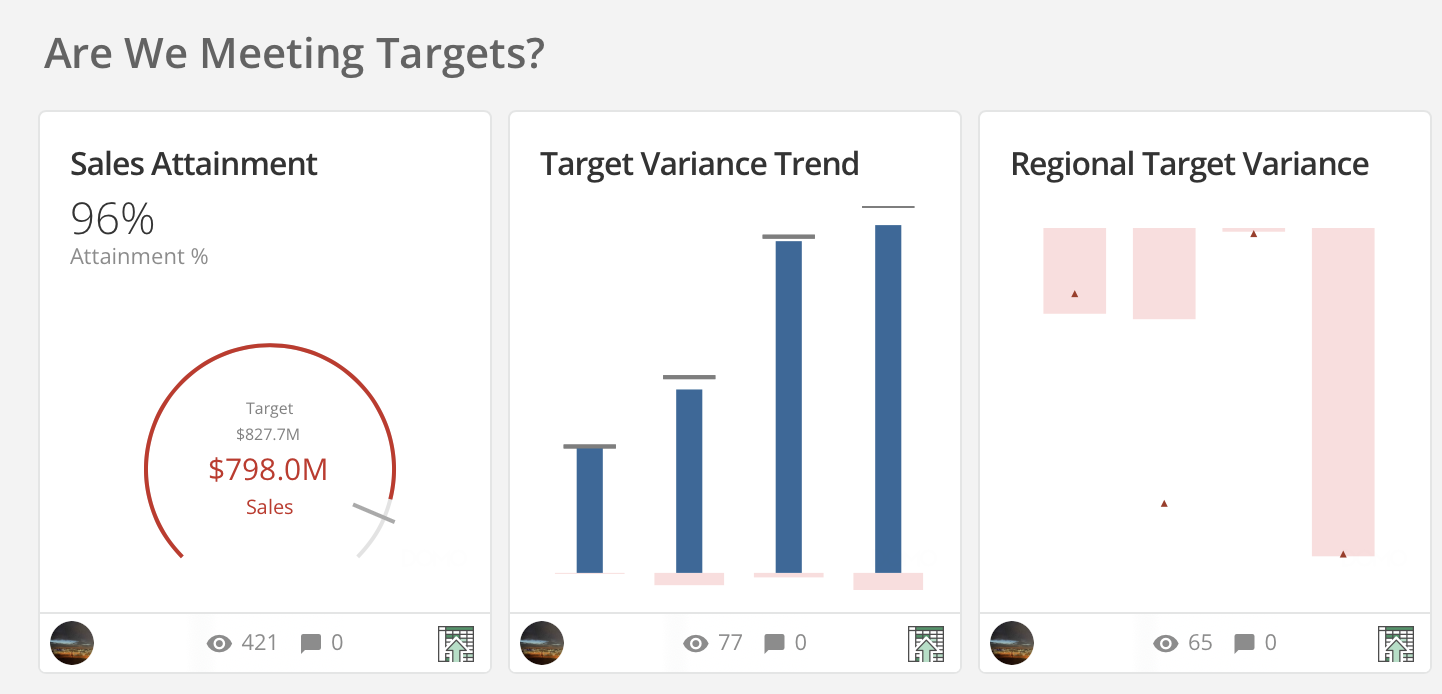 Are We Meeting Targets?
Sales Attainment
96%
Attainment %
Target
$827.7M
$798.0M
Sales
421 0
Target Variance Trend
77 0
Regional Target Variance
65 0